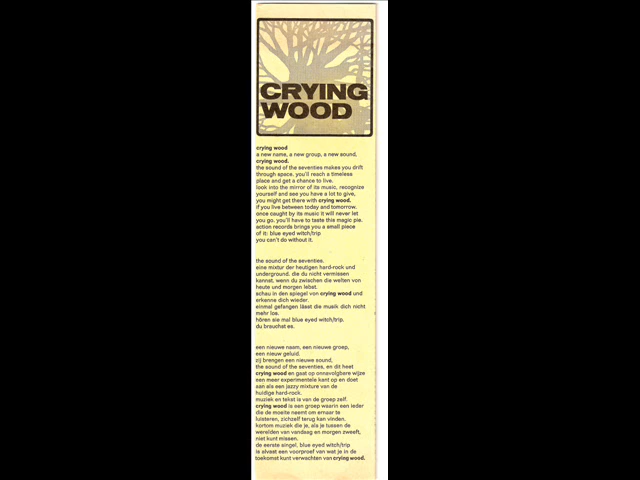 CRYING
WOOD
crying wood
a new name, a new group, a new sound,
crying wood.
the sound of the seventies makes you drift
through space. you'll reach a timeless
place and get a chance to live.
look into the mirror of its music, recognize
yourself and see you have a lot to give,
you might get there with crying wood.
if you live between today and tomorrow.
once caught by its music it will never let
you go. you'll have to taste this magic pie.
action records brings you a small piece
of it: blue eyed witch/trip
you can't do without it.
the sound of the seventies.
eine mixtur der heutigen hard-rock und
underground. die du nicht vermissen
kannst. wenn du zwischen die welten von
heute und morgen lebst.
schau in den spiegel von crying wood und
erkenne dich wieder.
einmal gefangen lässt die musik dich nicht
mehr los.
hören sie mal blue eyed witch/trip.
du brauchst es.
een nieuwe naam, een nieuwe groep,
een nieuw geluid.
zij brengen een nieuwe sound,
the sound of the seventies, en dit heet
crying wood en gaat op onnavolgbare wijze
een meer experimentele kant op en doet
aan als een jazzy mixture van de
huidige hard-rock.
muziek en tekst is van de groep zelf.
crying wood is een groep waarin een ieder
die de moeite neemt om ernaar te
luisteren, zichzelf terug kan vinden.
kortom muziek die je, als je tussen de
werelden van vandaag en morgen zweeft,
niet kunt missen.
de eerste singel, blue eyed witch/trip
is alvast een voorproef van wat je in de
toekomst kunt verwachten van crying wood.